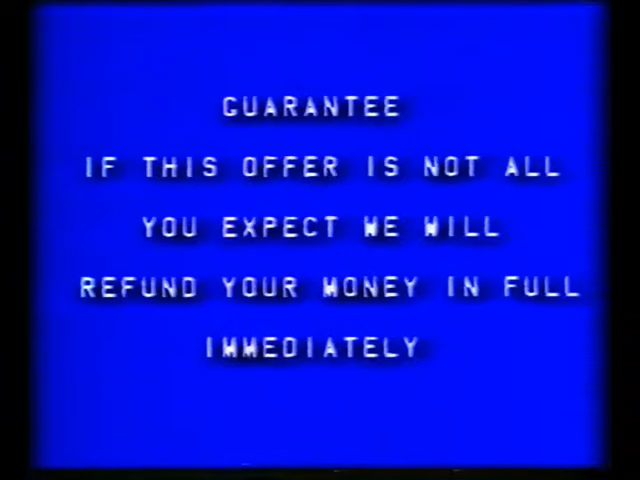 GUARANTEE
IF THIS OFFER IS NOT ALL
YOU EXPECT WE WILL
REFUND YOUR MONEY IN FULL
IMMEDIATELY